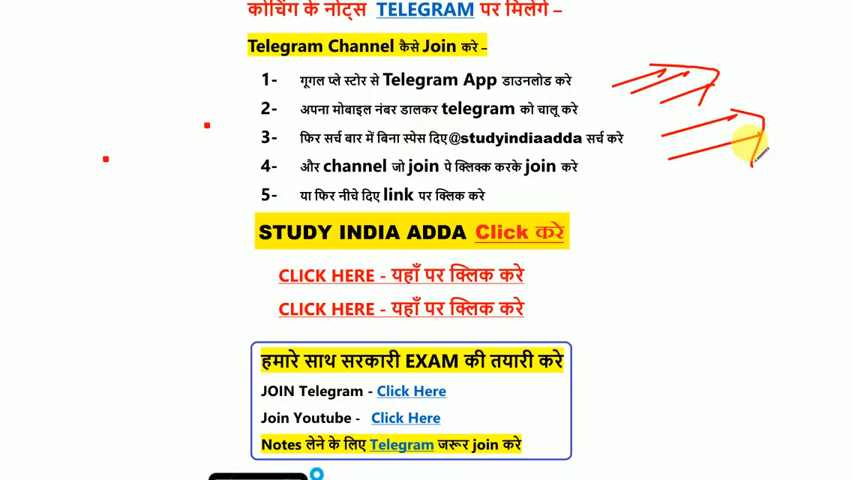 कोचिंग के नोट्स TELEGRAM पर मिलेगे –
Telegram Channel कैसे Join करे –
1- गूगल प्ले स्टोर से Telegram App डाउनलोड करे
2- अपना मोबाइल नंबर डालकर telegram को चालू करे
3- फिर सर्च बार में बिना स्पेस दिए@studyindiaadda सर्च करे
4- और channel जो join पे क्लिक्क करके join करे
5- या फिर नीचे दिए link पर क्लिक करे
STUDY INDIA ADDA Click करे
CLICK HERE - यहाँ पर क्लिक करे
CLICK HERE - यहाँ पर क्लिक करे
हमारे साथ सरकारी EXAM की तयारी करे
JOIN Telegram - Click Here
Join Youtube - Click Here
Notes लेने के लिए Telegram जरूर join करे